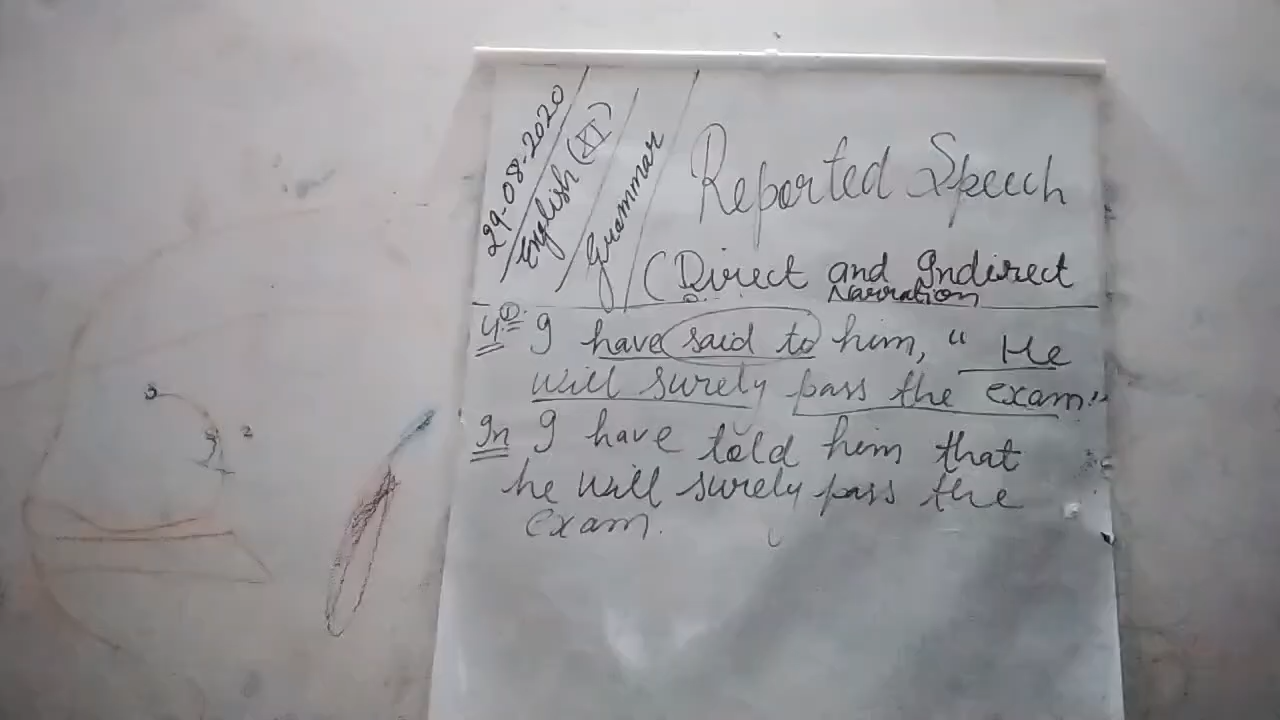 29-08-2020
English (XI)
Grammar
Reported Speech
(Direct and Indirect
Narration
4 D: I have said to him, " He
will surely pass the exam."
In I have told him that
he will surely pass the
exam.